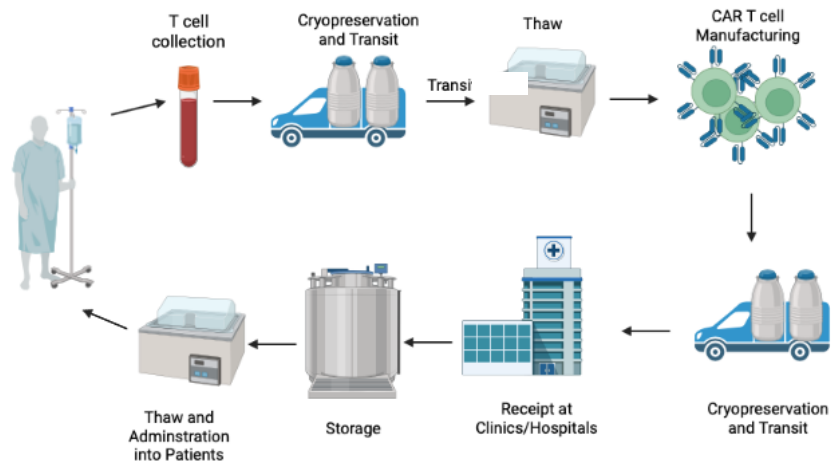 T cell
collection
Cryopreservation
and Transit
Transi
Thaw
CAR T cell
Manufacturing
Thaw and
Adminstration
into Patients
Storage
Receipt at
Clinics/Hospitals
Cryopreservation
and Transit